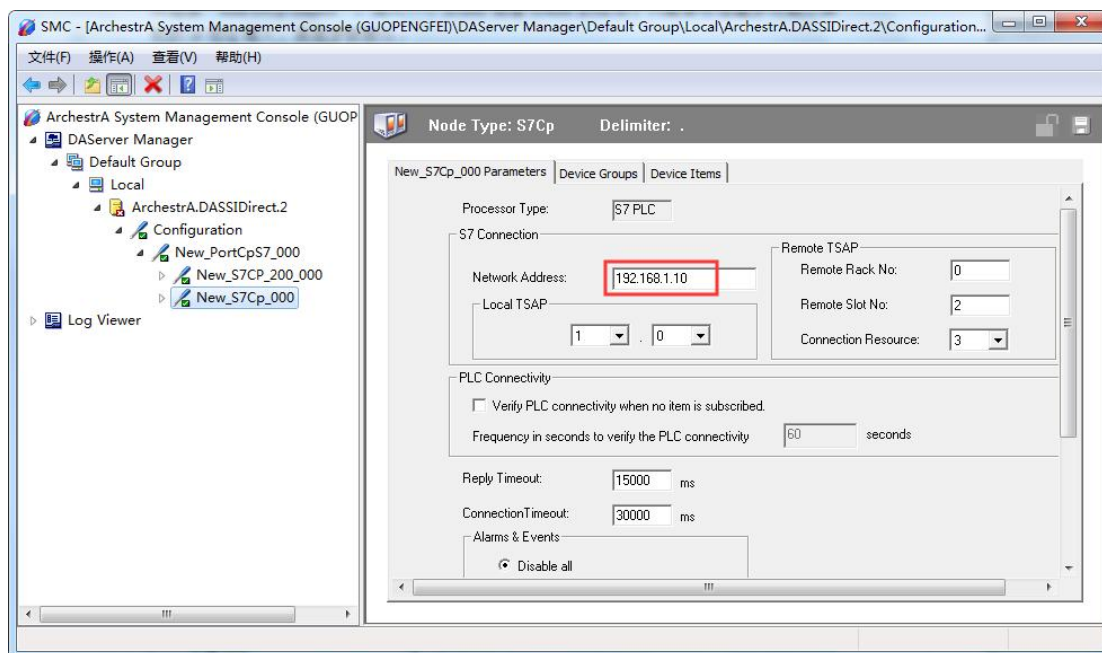 SMC - [ArchestrA System Management Console (GUOPENGFEI)\DAServer Manager\Default Group\Local\ArchestrA.DASSIDirect.2\Configuration...
文件(F) 操作(A) 查看(V) 帮助(H)
ArchestrA System Management Console (GUOP
DAServer Manager
Default Group
Local
ArchestrA.DASSIDirect.2
Configuration
New_PortCpS7_000
New_S7CP_200_000
New_S7Cp_000
Log Viewer
Node Type: S7Cp Delimiter: .
New_S7Cp_000 Parameters Device Groups Device Items
Processor Type: S7 PLC
S7 Connection
Network Address: 192.168.1.10
Local TSAP
1 . 0
Remote TSAP
Remote Rack No: 0
Remote Slot No: 2
Connection Resource: 3
PLC Connectivity
Verify PLC connectivity when no item is subscribed.
Frequency in seconds to verify the PLC connectivity 60 seconds
Reply Timeout: 15000 ms
ConnectionTimeout: 30000 ms
Alarms & Events
Disable all